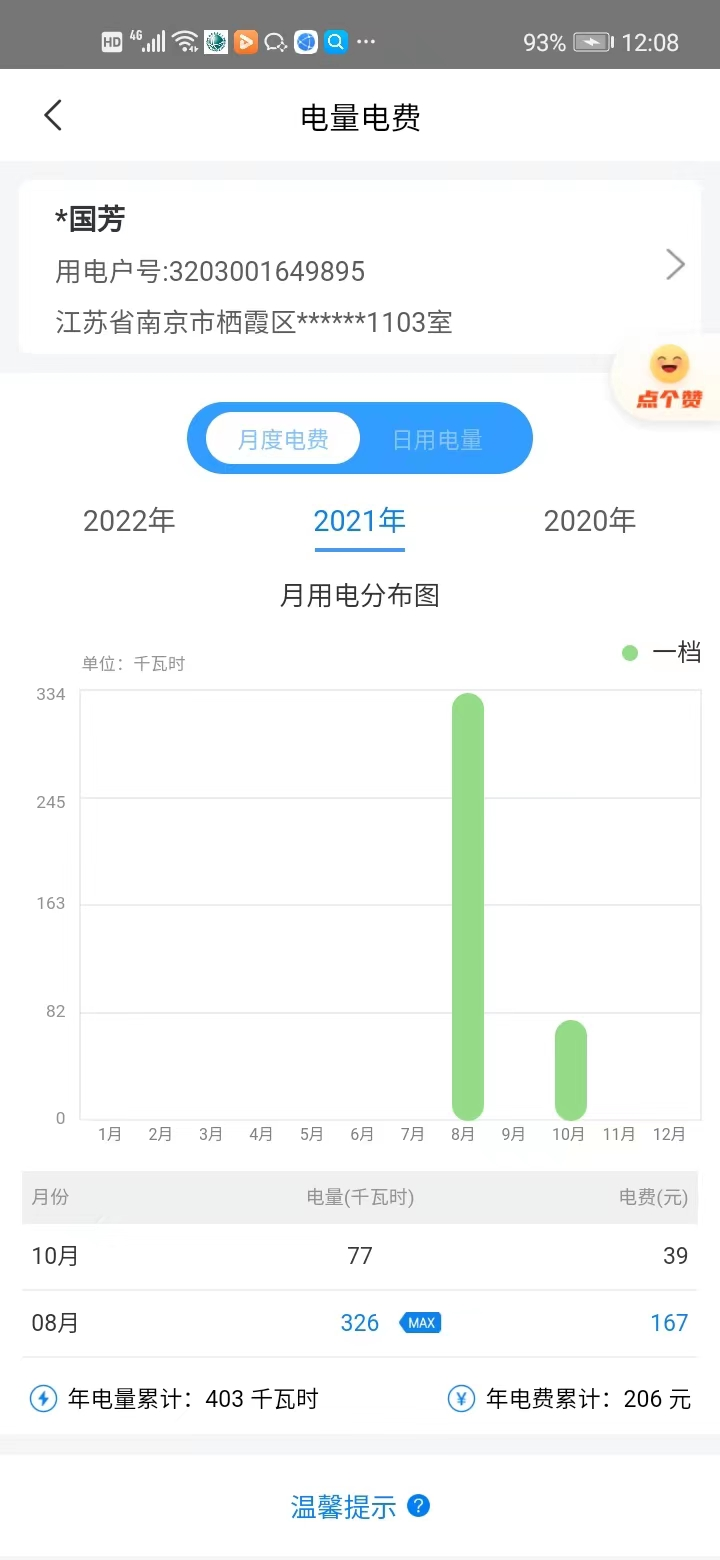 HD 4G 93% 12:08
电量电费
*国芳
用电户号:3203001649895
江苏省南京市栖霞区******1103室
点个赞
月度电费 日用电量
2022年 2021年 2020年
月用电分布图
单位：千瓦时 一档
334
245
163
82
0
1月 2月 3月 4月 5月 6月 7月 8月 9月 10月 11月 12月
月份 电量(千瓦时) 电费(元)
10月 77 39
08月 326 MAX 167
年电量累计：403 千瓦时 ¥ 年电费累计：206 元
温馨提示 ?